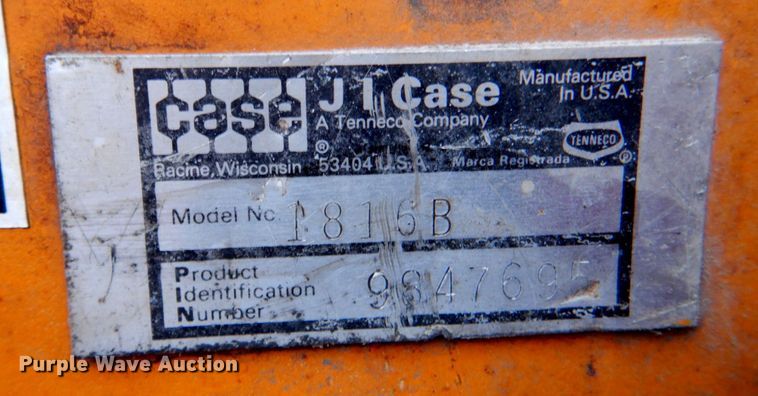 case
J I Case
A Tenneco Company
Manufactured
In U.S.A.
TENNECO
®
Racine, Wisconsin ® 53404 U.S.A. Marca Registrada ®
Model No. 1816B
Product
Identification
Number 9847695
Purple Wave Auction